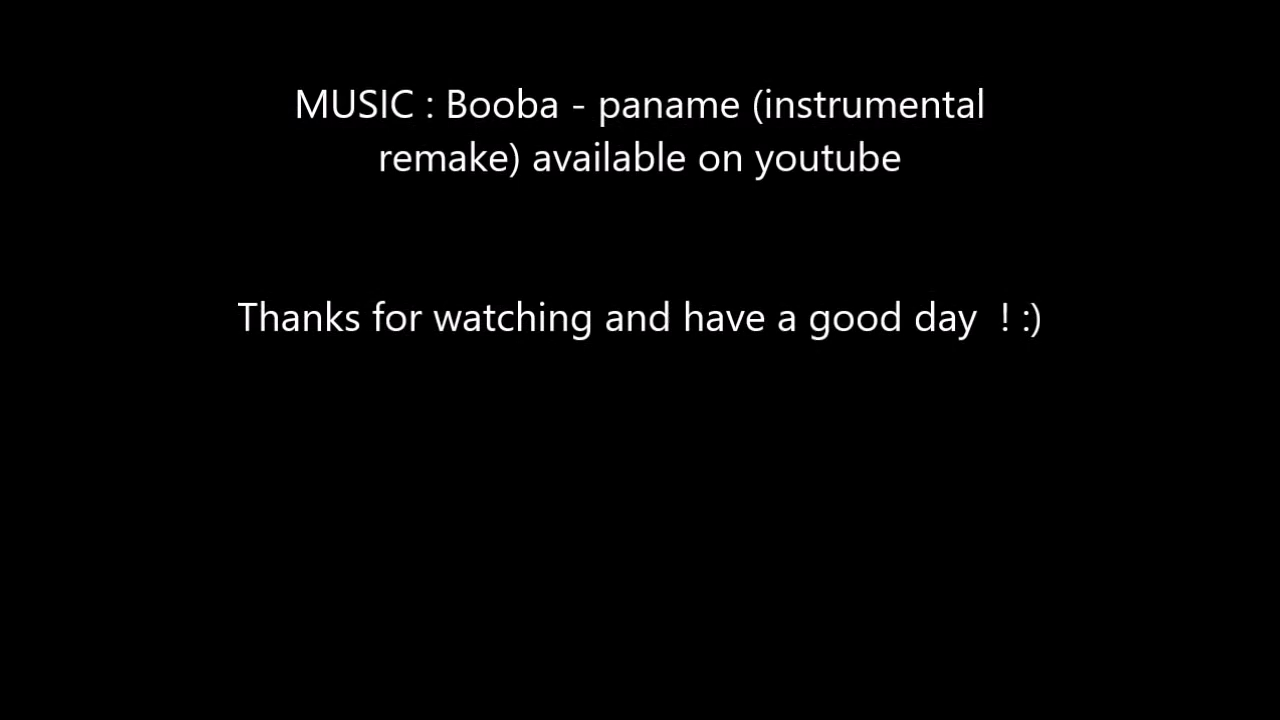 MUSIC : Booba - paname (instrumental
remake) available on youtube
Thanks for watching and have a good day  ! :)